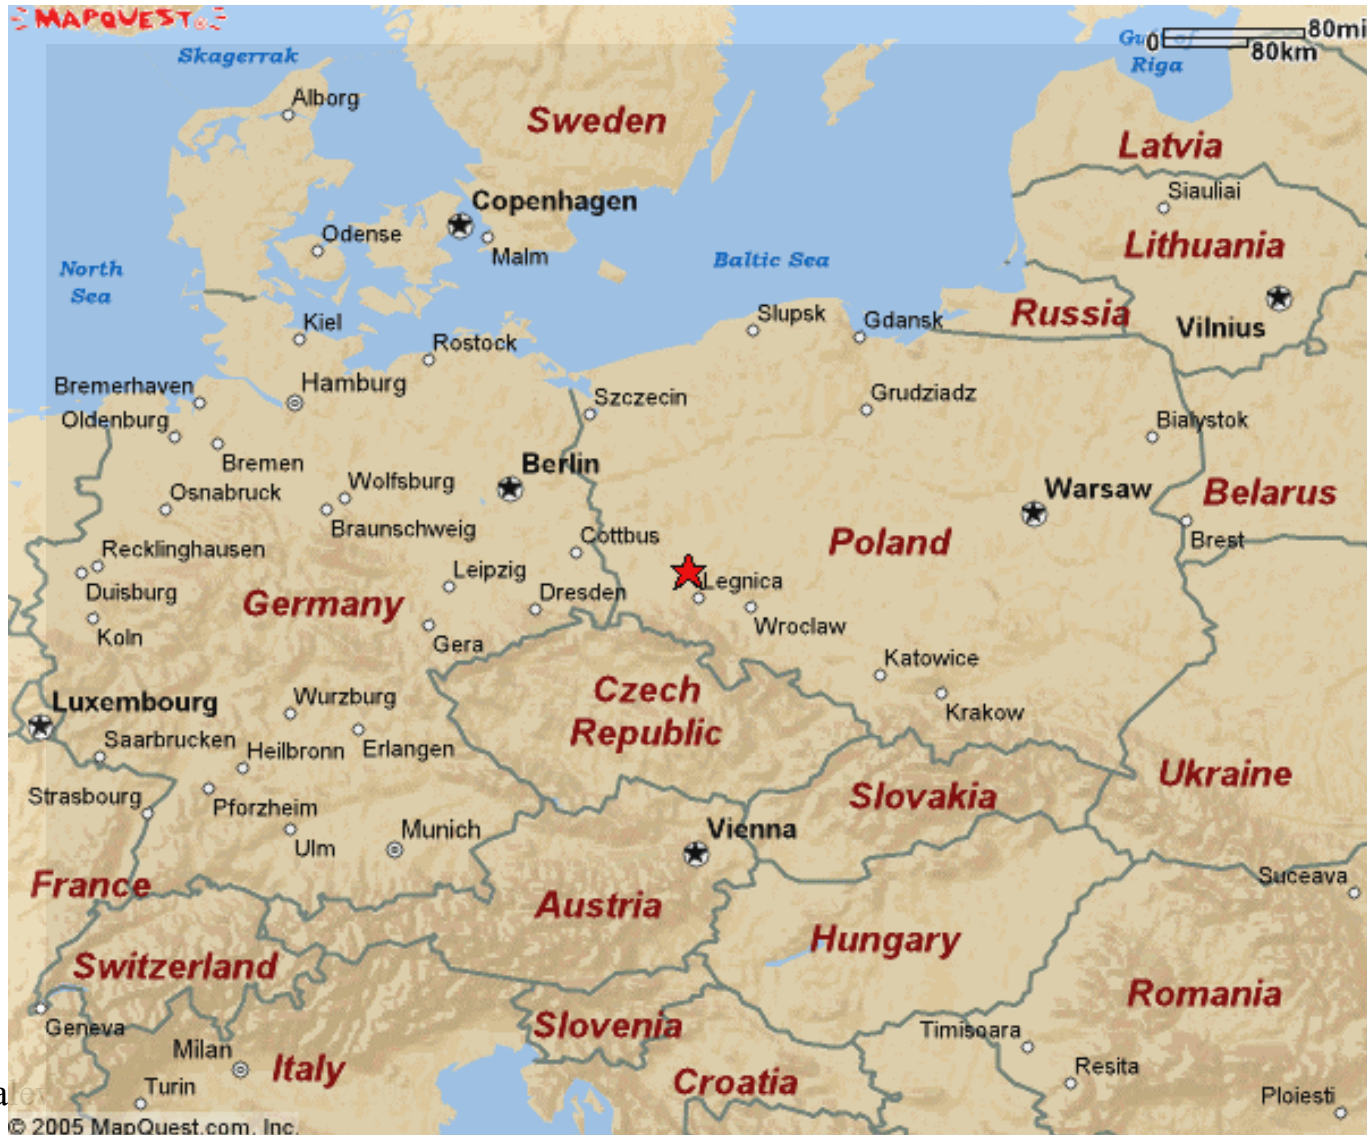 MAPQUEST
80mi
0
80km
Skagerrak
Gulf of
Riga
Alborg
Sweden
Latvia
Siauliai
Copenhagen
Odense
Malm
Lithuania
North
Sea
Baltic Sea
Vilnius
Russia
Kiel
Slupsk
Gdansk
Rostock
Bremerhaven
Hamburg
Szczecin
Grudziadz
Oldenburg
Bialystok
Bremen
Berlin
Wolfsburg
Osnabruck
Warsaw
Belarus
Braunschweig
Cottbus
Poland
Brest
Recklinghausen
Leipzig
Legnica
Duisburg
Germany
Dresden
Koln
Gera
Wroclaw
Katowice
Czech
Republic
Krakow
Luxembourg
Wurzburg
Saarbrucken
Heilbronn
Erlangen
Ukraine
Strasbourg
Pforzheim
Slovakia
Ulm
Munich
Vienna
France
Suceava
Austria
Hungary
Switzerland
Romania
Geneva
Slovenia
Timisoara
Milan
Italy
Resita
Croatia
Turin
Ploiesti
© 2005 MapQuest.com, Inc.